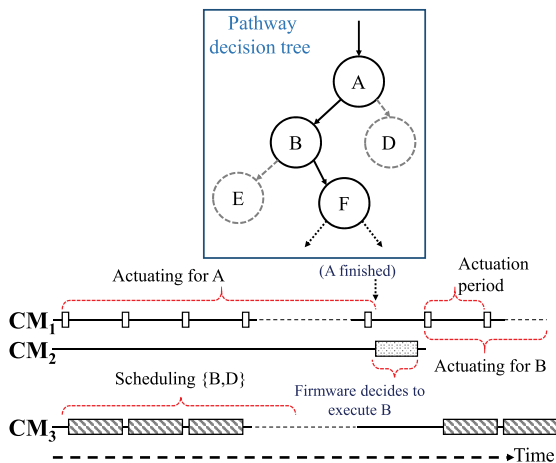 Pathway
decision tree
A
B
D
E
F
Actuating for A
(A finished)
Actuation
period
CM1
CM2
Actuating for B
Scheduling {B,D}
Firmware decides to
execute B
CM3
Time